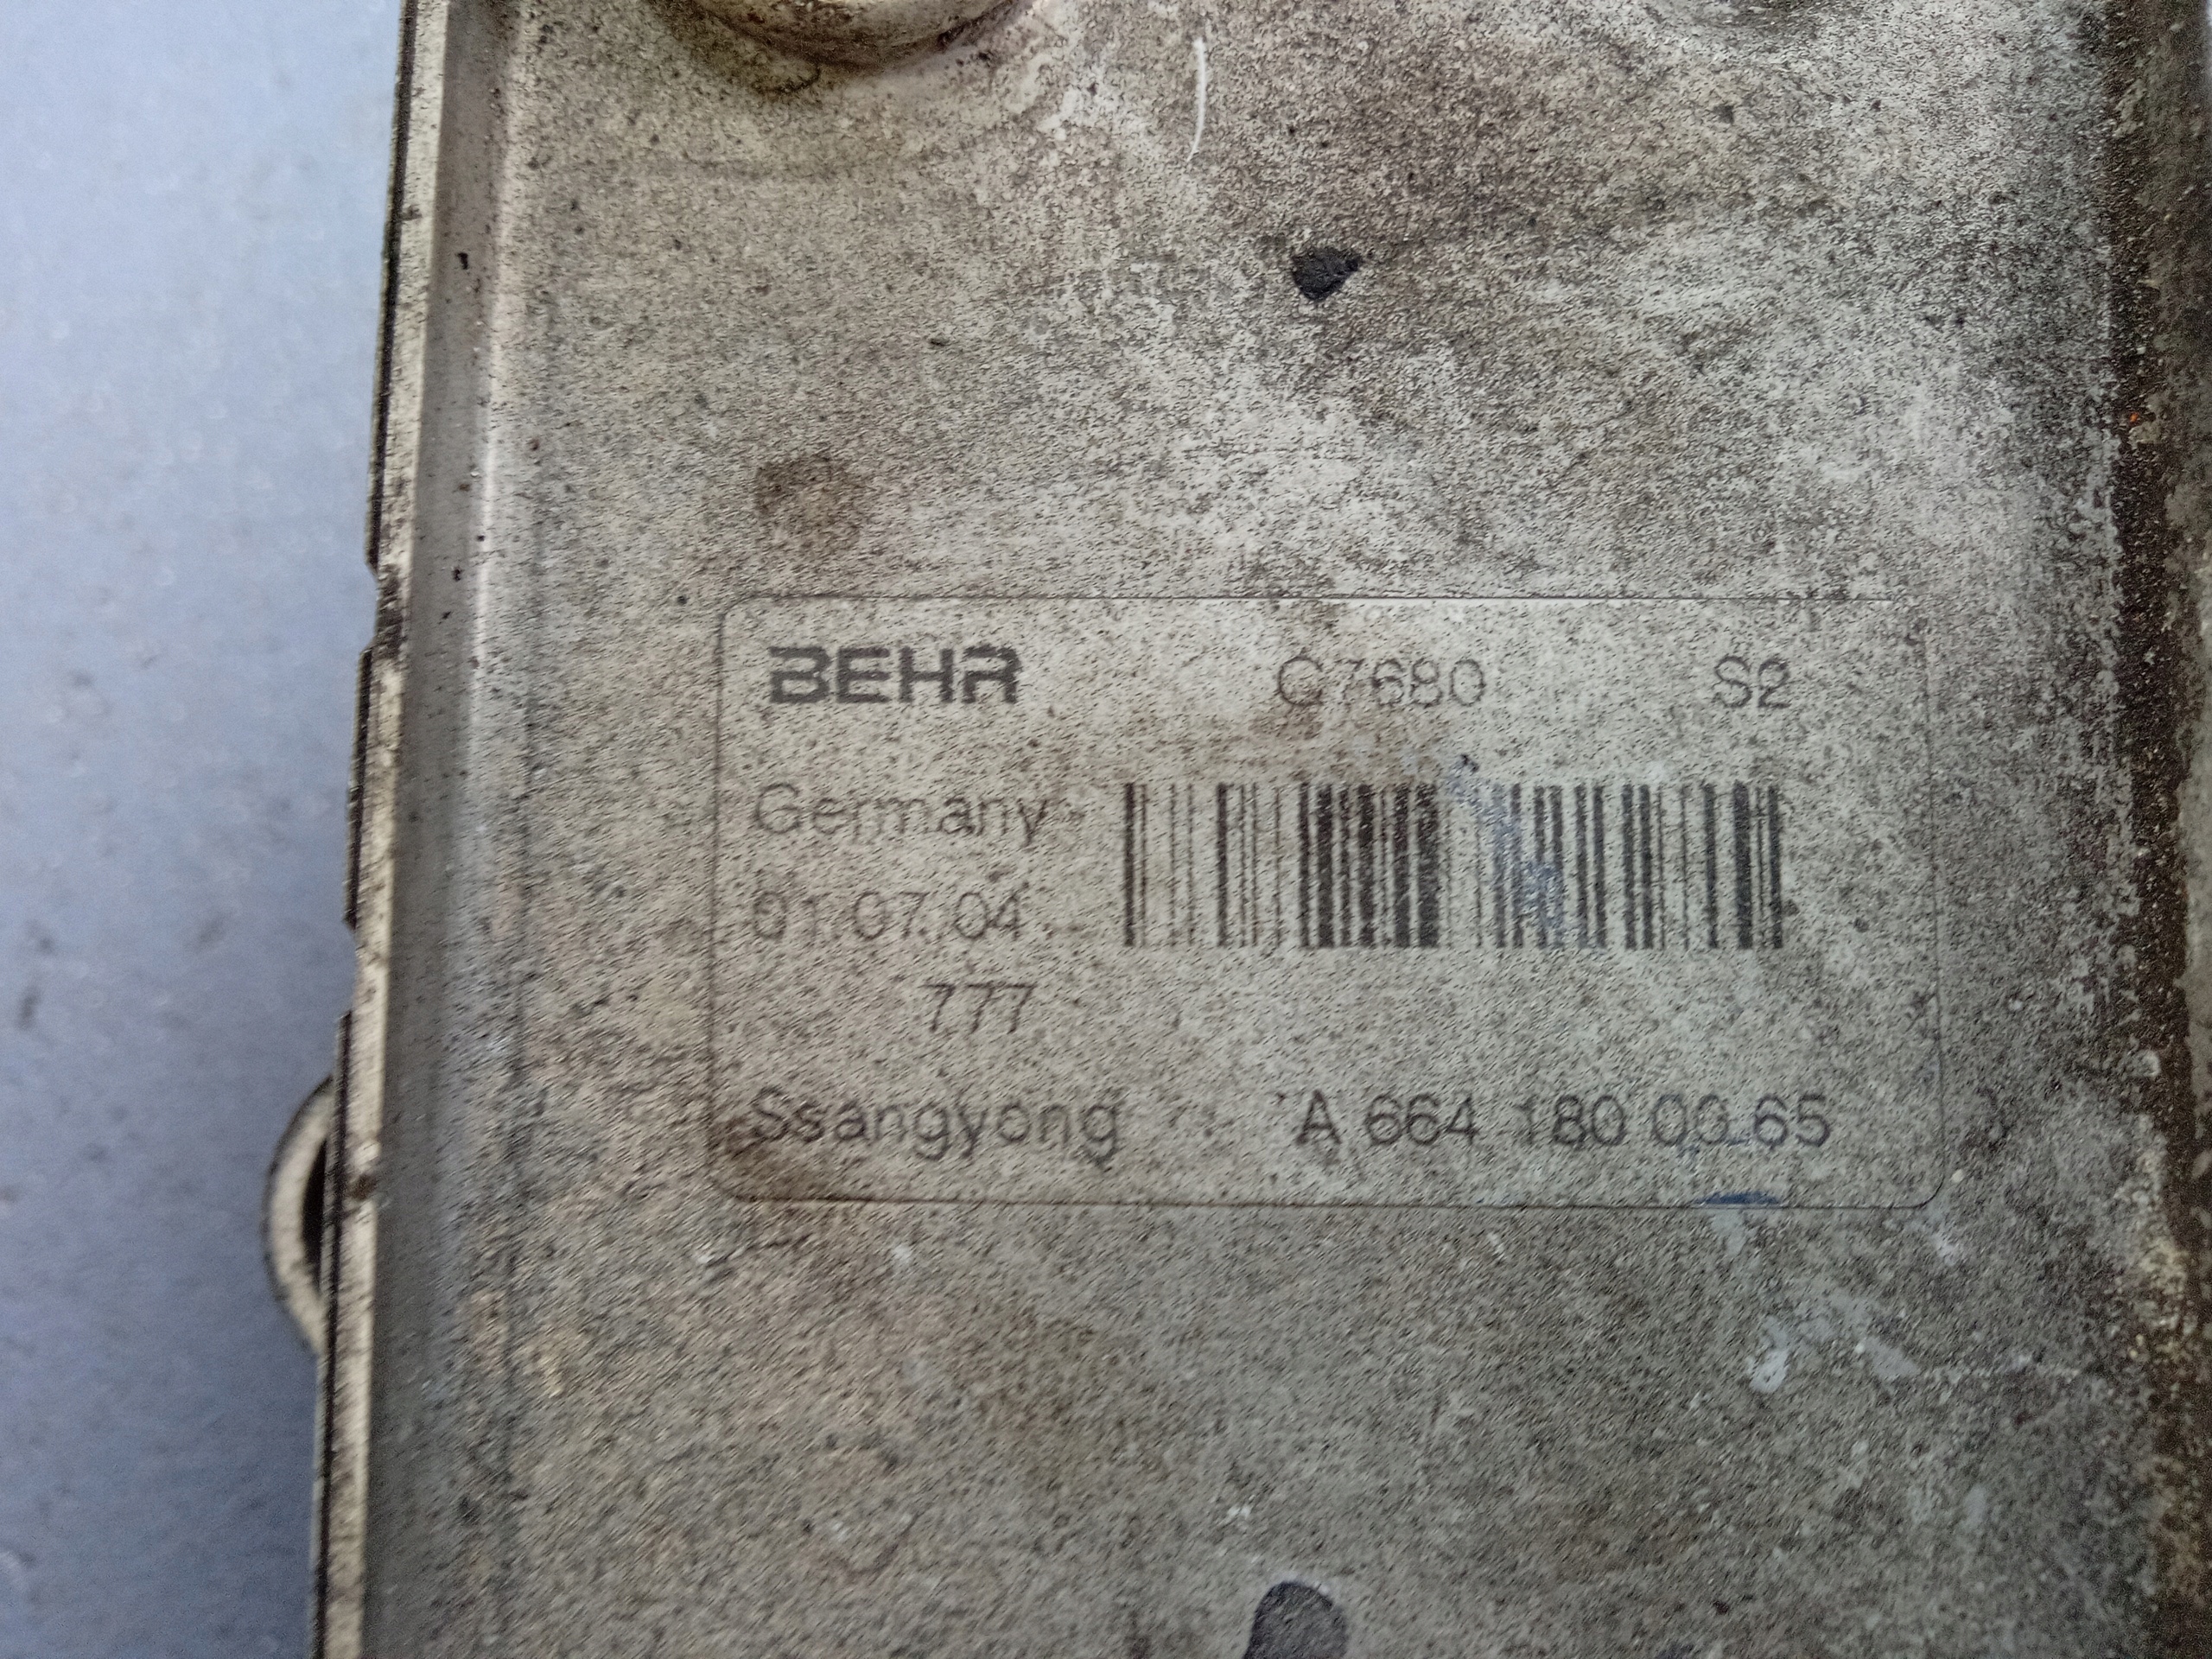 BEHR C7680 S2
Germany
01.07.04
777
Ssangyong A 664 180 00 65